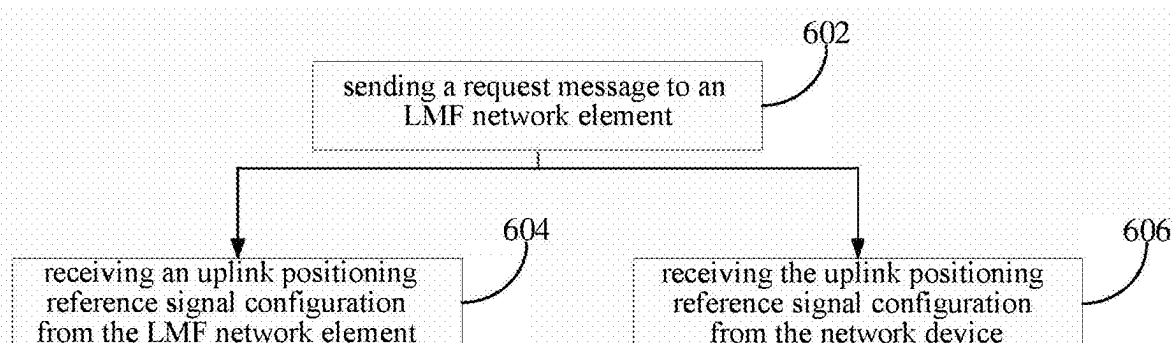 602
sending a request message to an
LMF network element
604
606
receiving an uplink positioning
reference signal configuration
from the LMF network element
receiving the uplink positioning
reference signal configuration
from the network device